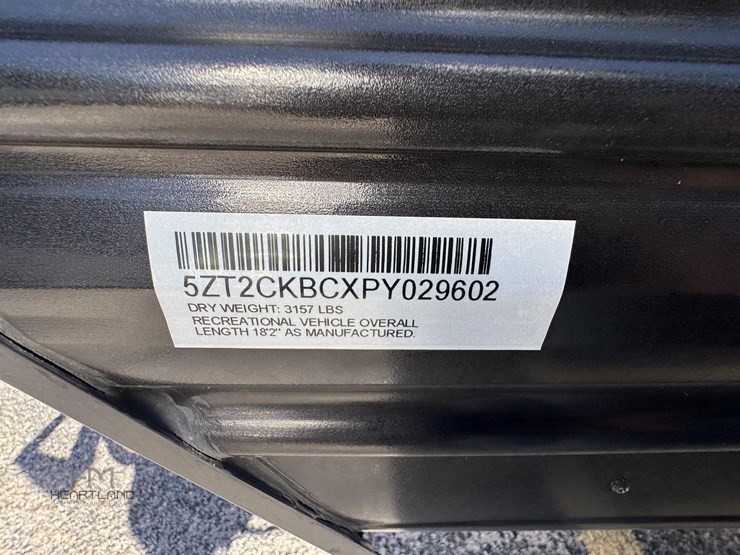 5ZT2CKBCXPY029602
DRY WEIGHT: 3157 LBS
RECREATIONAL VEHICLE OVERALL
LENGTH 18'2" AS MANUFACTURED.
HEARTLAND